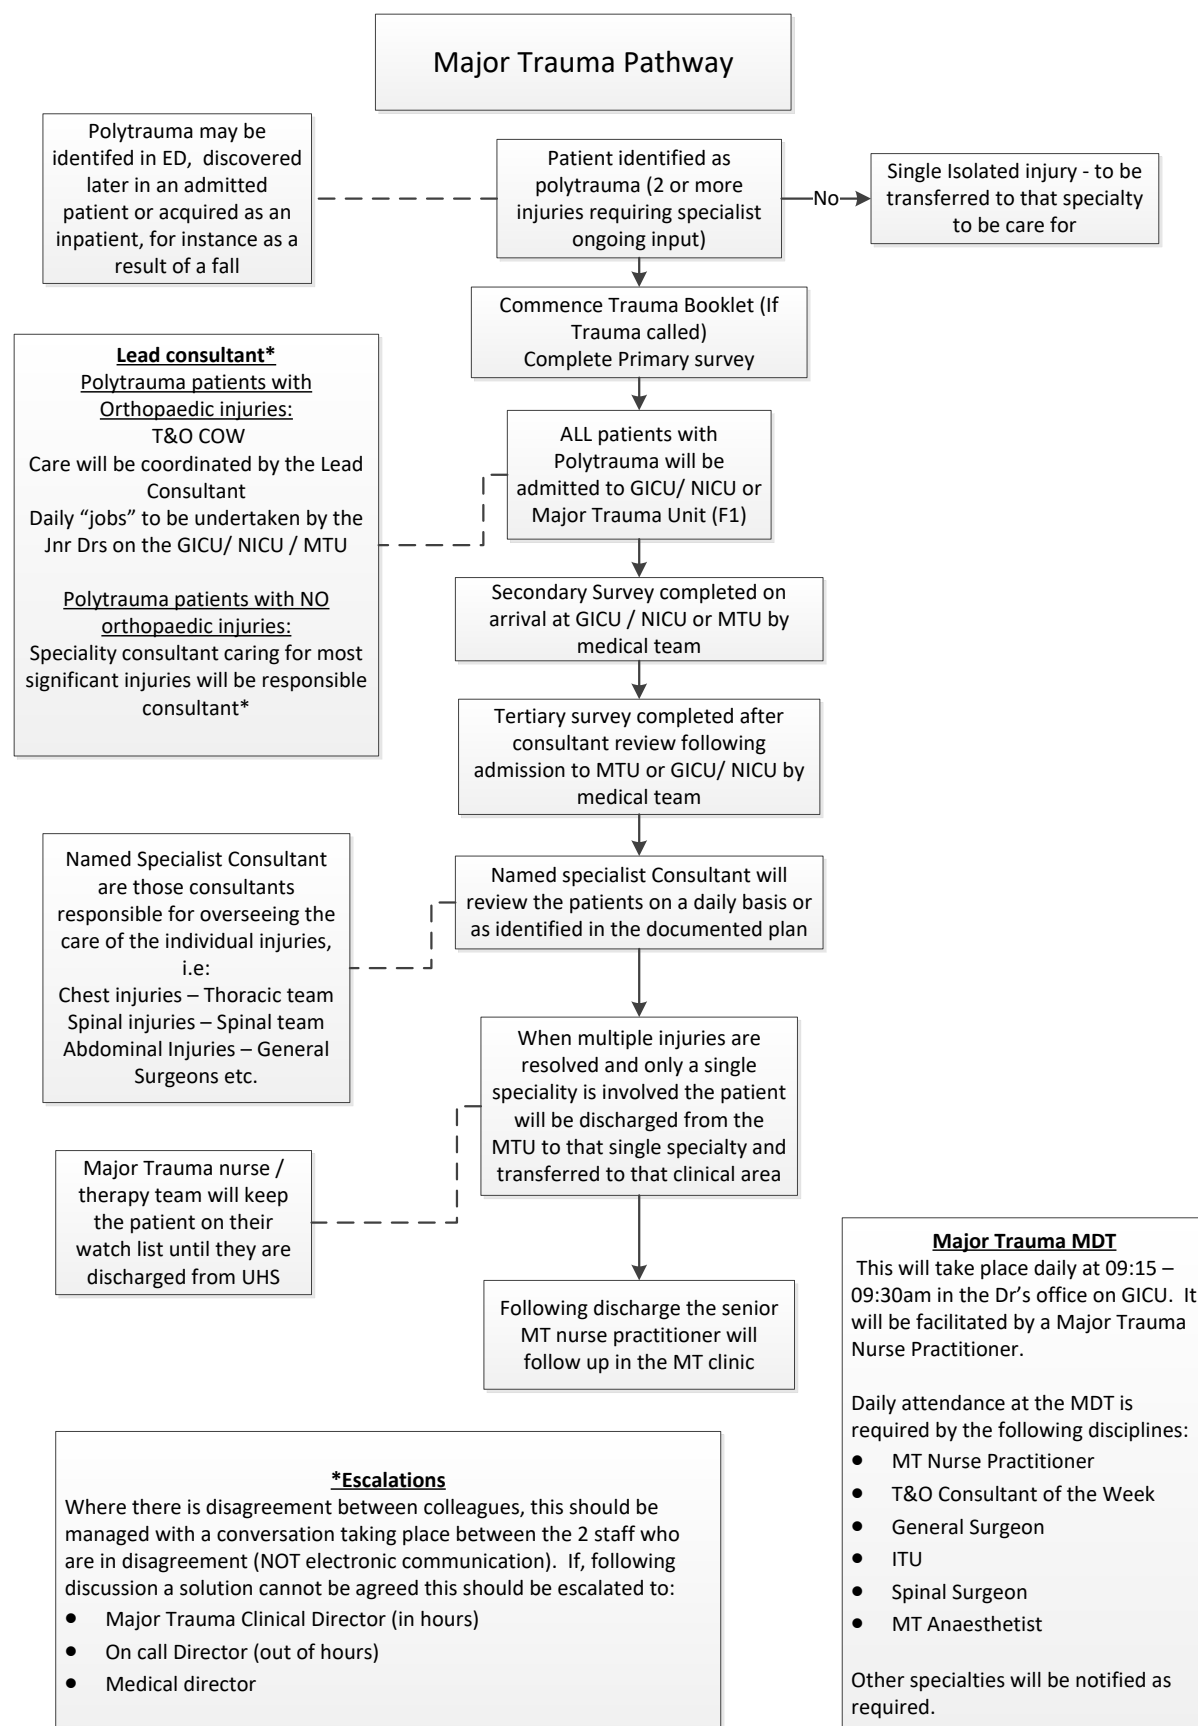 Major Trauma Pathway
Polytrauma may be
identifed in ED,  discovered
later in an admitted
patient or acquired as an
inpatient, for instance as a
result of a fall
Patient identified as
polytrauma (2 or more
injuries requiring specialist
ongoing input)
No
Single Isolated injury - to be
transferred to that specialty
to be care for
Commence Trauma Booklet (If
Trauma called)
Complete Primary survey
Lead consultant*
Polytrauma patients with
Orthopaedic injuries:
T&O COW
Care will be coordinated by the Lead
Consultant
Daily “jobs” to be undertaken by the
Jnr Drs on the GICU/ NICU / MTU
Polytrauma patients with NO
orthopaedic injuries:
Speciality consultant caring for most
significant injuries will be responsible
consultant*
ALL patients with
Polytrauma will be
admitted to GICU/ NICU or
Major Trauma Unit (F1)
Secondary Survey completed on
arrival at GICU / NICU or MTU by
medical team
Tertiary survey completed after
consultant review following
admission to MTU or GICU/ NICU by
medical team
Named Specialist Consultant
are those consultants
responsible for overseeing the
care of the individual injuries,
i.e:
Chest injuries – Thoracic team
Spinal injuries – Spinal team
Abdominal Injuries – General
Surgeons etc.
Named specialist Consultant will
review the patients on a daily basis or
as identified in the documented plan
When multiple injuries are
resolved and only a single
speciality is involved the patient
will be discharged from the
MTU to that single specialty and
transferred to that clinical area
Major Trauma nurse /
therapy team will keep
the patient on their
watch list until they are
discharged from UHS
Following discharge the senior
MT nurse practitioner will
follow up in the MT clinic
Major Trauma MDT
This will take place daily at 09:15 –
09:30am in the Dr’s office on GICU.  It
will be facilitated by a Major Trauma
Nurse Practitioner.
Daily attendance at the MDT is
required by the following disciplines:
● MT Nurse Practitioner
● T&O Consultant of the Week
● General Surgeon
● ITU
● Spinal Surgeon
● MT Anaesthetist
Other specialties will be notified as
required.
*Escalations
Where there is disagreement between colleagues, this should be
managed with a conversation taking place between the 2 staff who
are in disagreement (NOT electronic communication).  If, following
discussion a solution cannot be agreed this should be escalated to:
● Major Trauma Clinical Director (in hours)
● On call Director (out of hours)
● Medical director